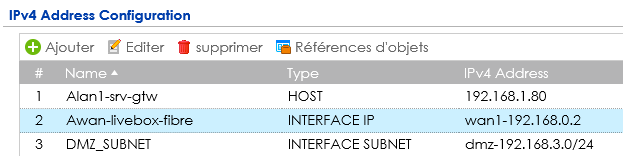 IPv4 Address Configuration
Ajouter Editer supprimer Références d'objets
# Name Type IPv4 Address
1 Alan1-srv-gtw HOST 192.168.1.80
2 Awan-livebox-fibre INTERFACE IP wan1-192.168.0.2
3 DMZ_SUBNET INTERFACE SUBNET dmz-192.168.3.0/24